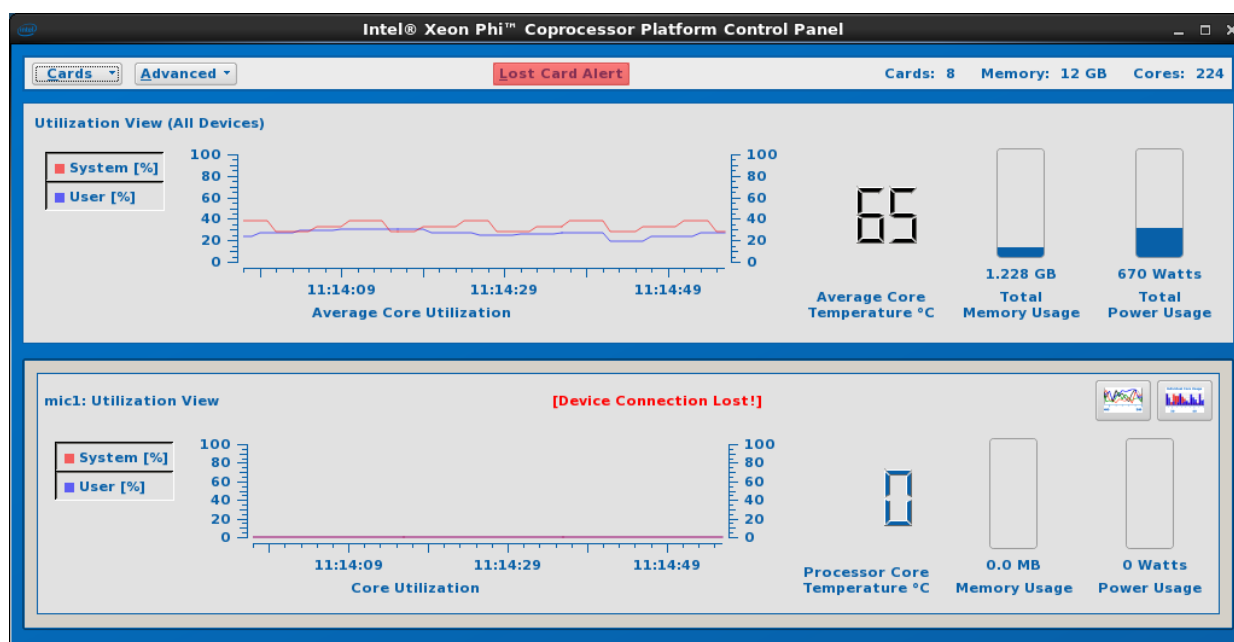 Intel® Xeon Phi™ Coprocessor Platform Control Panel
Cards Advanced Lost Card Alert Cards: 8 Memory: 12 GB Cores: 224
Utilization View (All Devices)
System [%]
User [%]
100 100
80 80
60 60
40 40
20 20
0 0
11:14:09 11:14:29 11:14:49
Average Core Utilization
65
Average Core
Temperature °C
1.228 GB
Total
Memory Usage
670 Watts
Total
Power Usage
mic1: Utilization View [Device Connection Lost!]
System [%]
User [%]
100 100
80 80
60 60
40 40
20 20
0 0
11:14:09 11:14:29 11:14:49
Core Utilization
0
Processor Core
Temperature °C
0.0 MB
Memory Usage
0 Watts
Power Usage